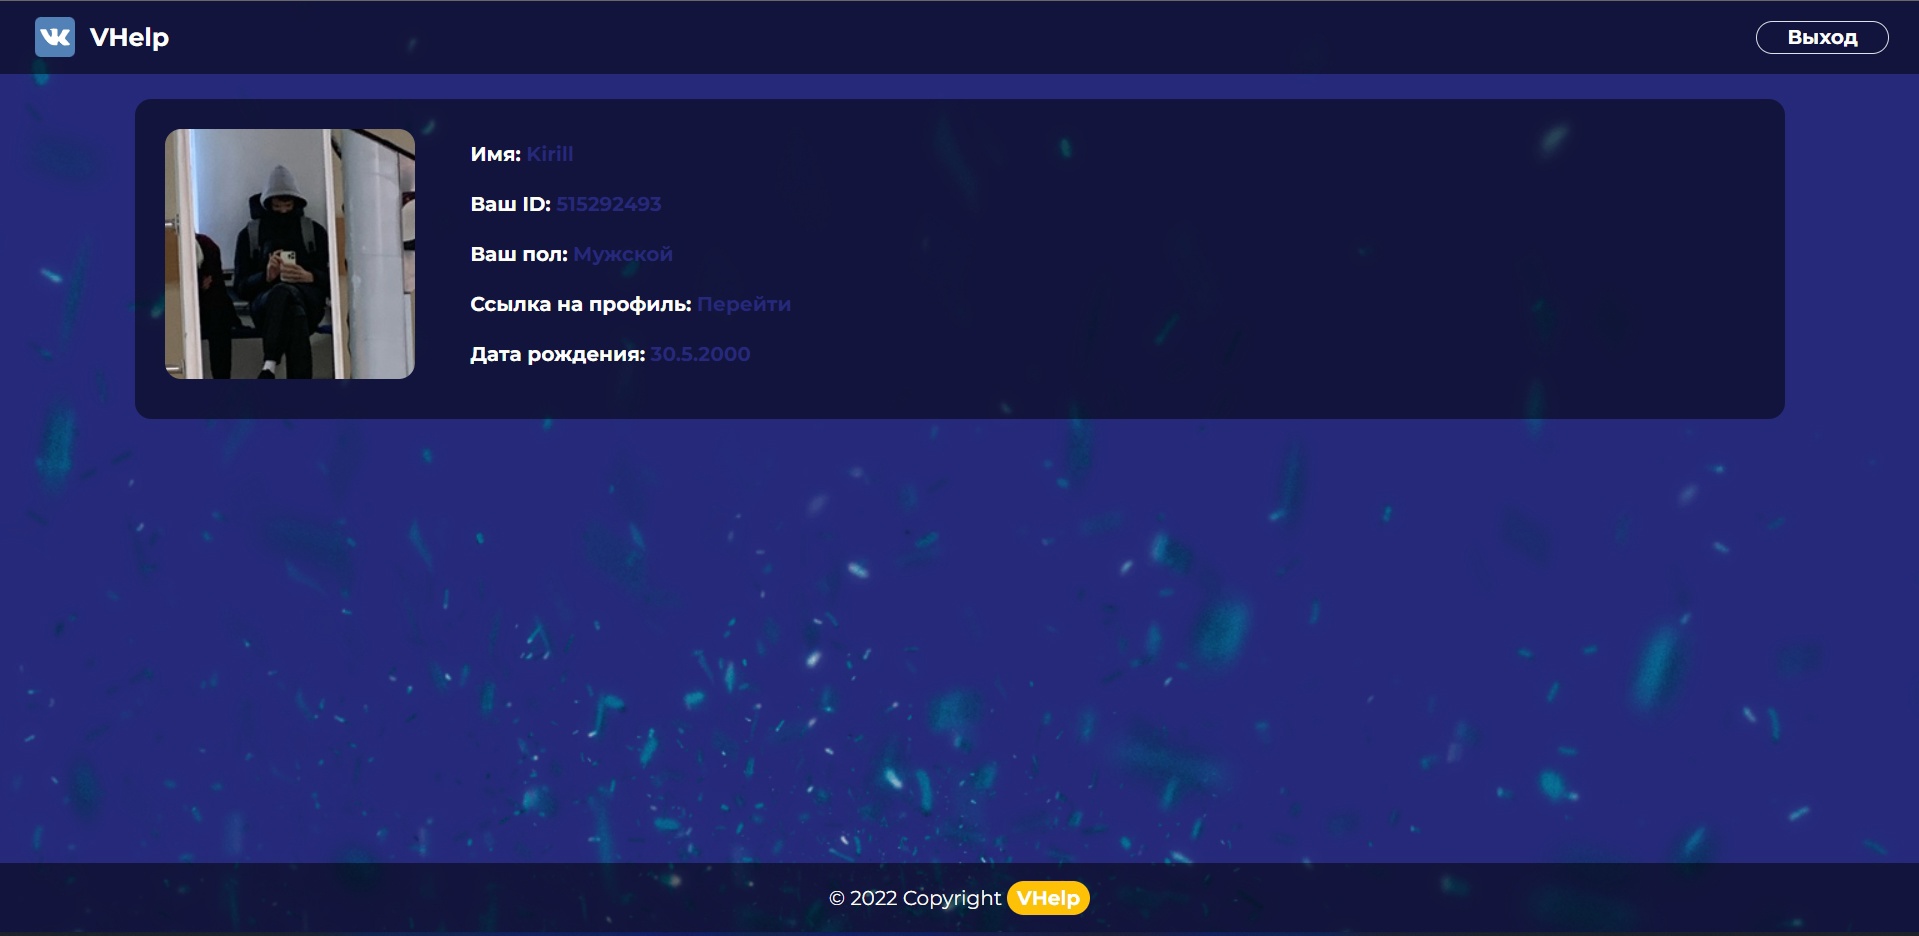 VHelp
Выход
Имя: Kirill
Ваш ID: 515292493
Ваш пол: Мужской
Ссылка на профиль: Перейти
Дата рождения: 30.5.2000
© 2022 Copyright VHelp